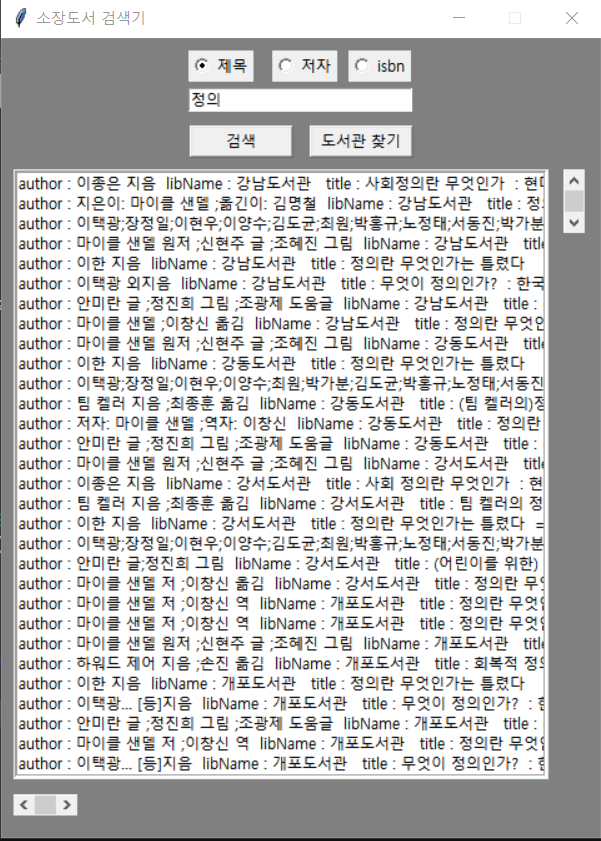 소장도서 검색기
제목 저자 isbn
정의
검색 도서관 찾기
author : 이종은 지음 libName : 강남도서관 title : 사회정의란 무엇인가 : 현
author : 지은이: 마이클 샌델 ;옮긴이: 김명철 libName : 강남도서관 title : 정
author : 이택광;장정일;이현우;이양수;김도균;최원;박홍규;노정태;서동진;박가분
author : 마이클 샌델 원저 ;신현주 글 ;조혜진 그림 libName : 강남도서관 title
author : 이한 지음 libName : 강남도서관 title : 정의란 무엇인가는 틀렸다
author : 이택광 외지음 libName : 강남도서관 title : 무엇이 정의인가? : 한국
author : 안미란 글 ;정진희 그림 ;조광제 도움글 libName : 강남도서관 title :
author : 마이클 샌델 ;이창신 옮김 libName : 강남도서관 title : 정의란 무엇인
author : 마이클 샌델 원저 ;신현주 글 ;조혜진 그림 libName : 강동도서관 title
author : 이한 지음 libName : 강동도서관 title : 정의란 무엇인가는 틀렸다
author : 이택광;장정일;이현우;이양수;최원;박가분;김도균;박홍규;노정태;서동진
author : 팀 켈러 지음 ;최종훈 옮김 libName : 강동도서관 title : (팀 켈러의)정
author : 저자: 마이클 샌델 ;역자: 이창신 libName : 강동도서관 title : 정의란
author : 안미란 글 ;정진희 그림 ;조광제 도움글 libName : 강동도서관 title :
author : 마이클 샌델 원저 ;신현주 글 ;조혜진 그림 libName : 강서도서관 title
author : 이종은 지음 libName : 강서도서관 title : 사회 정의란 무엇인가 : 현
author : 팀 켈러 지음 ;최종훈 옮김 libName : 강서도서관 title : 팀 켈러의 정
author : 이한 지음 libName : 강서도서관 title : 정의란 무엇인가는 틀렸다 =
author : 이택광;장정일;이현우;이양수;김도균;최원;박홍규;노정태;서동진;박가분
author : 안미란 글;정진희 그림 libName : 강서도서관 title : (어린이를 위한)
author : 마이클 샌델 저 ;이창신 옮김 libName : 강서도서관 title : 정의란 무
author : 마이클 샌델 저 ;이창신 역 libName : 개포도서관 title : 정의란 무엇
author : 마이클 샌델 저 ;이창신 역 libName : 개포도서관 title : 정의란 무엇
author : 마이클 샌델 원저 ;신현주 글 ;조혜진 그림 libName : 개포도서관 title
author : 하워드 제어 지음 ;손진 옮김 libName : 개포도서관 title : 회복적 정
author : 이한 지음 libName : 개포도서관 title : 정의란 무엇인가는 틀렸다
author : 이택광... [등]지음 libName : 개포도서관 title : 무엇이 정의인가? : 한
author : 안미란 글 ;정진희 그림 ;조광제 도움글 libName : 개포도서관 title :
author : 마이클 샌델 저 ;이창신 역 libName : 개포도서관 title : 정의란 무엇
author : 이택광... [등]지음 libName : 개포도서관 title : 무엇이 정의인가? : 한